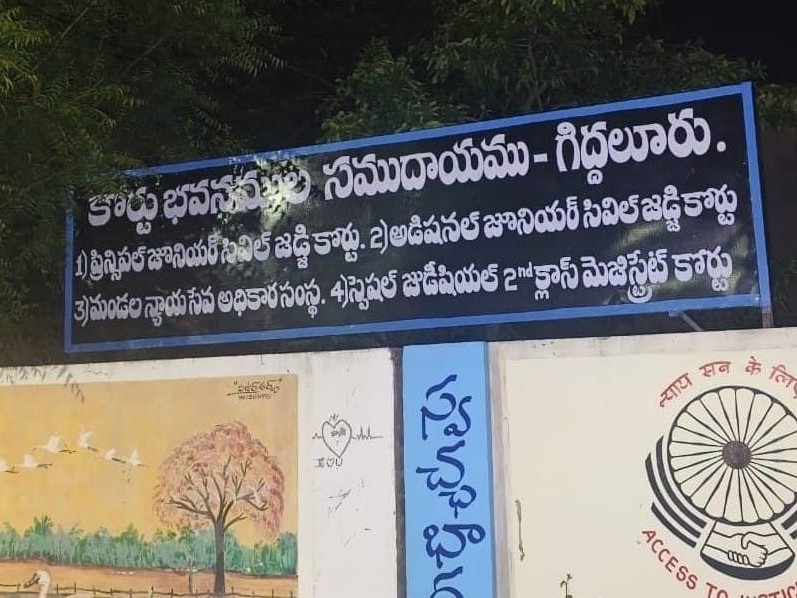 కోర్టు భవనముల సముదాయము - గిద్దలూరు.
1) ప్రిన్సిపల్ జూనియర్ సివిల్ జడ్జి కోర్టు. 2) అడిషనల్ జూనియర్ సివిల్ జడ్జి కోర్టు
3) మండల న్యాయ సేవ అధికార సంస్థ. 4) స్పెషల్ జుడీషియల్ 2nd క్లాస్ మెజిస్ట్రేట్ కోర్టు
స్వచ్ఛ
న्याय सब के लिए
ACCESS TO JUSTICE